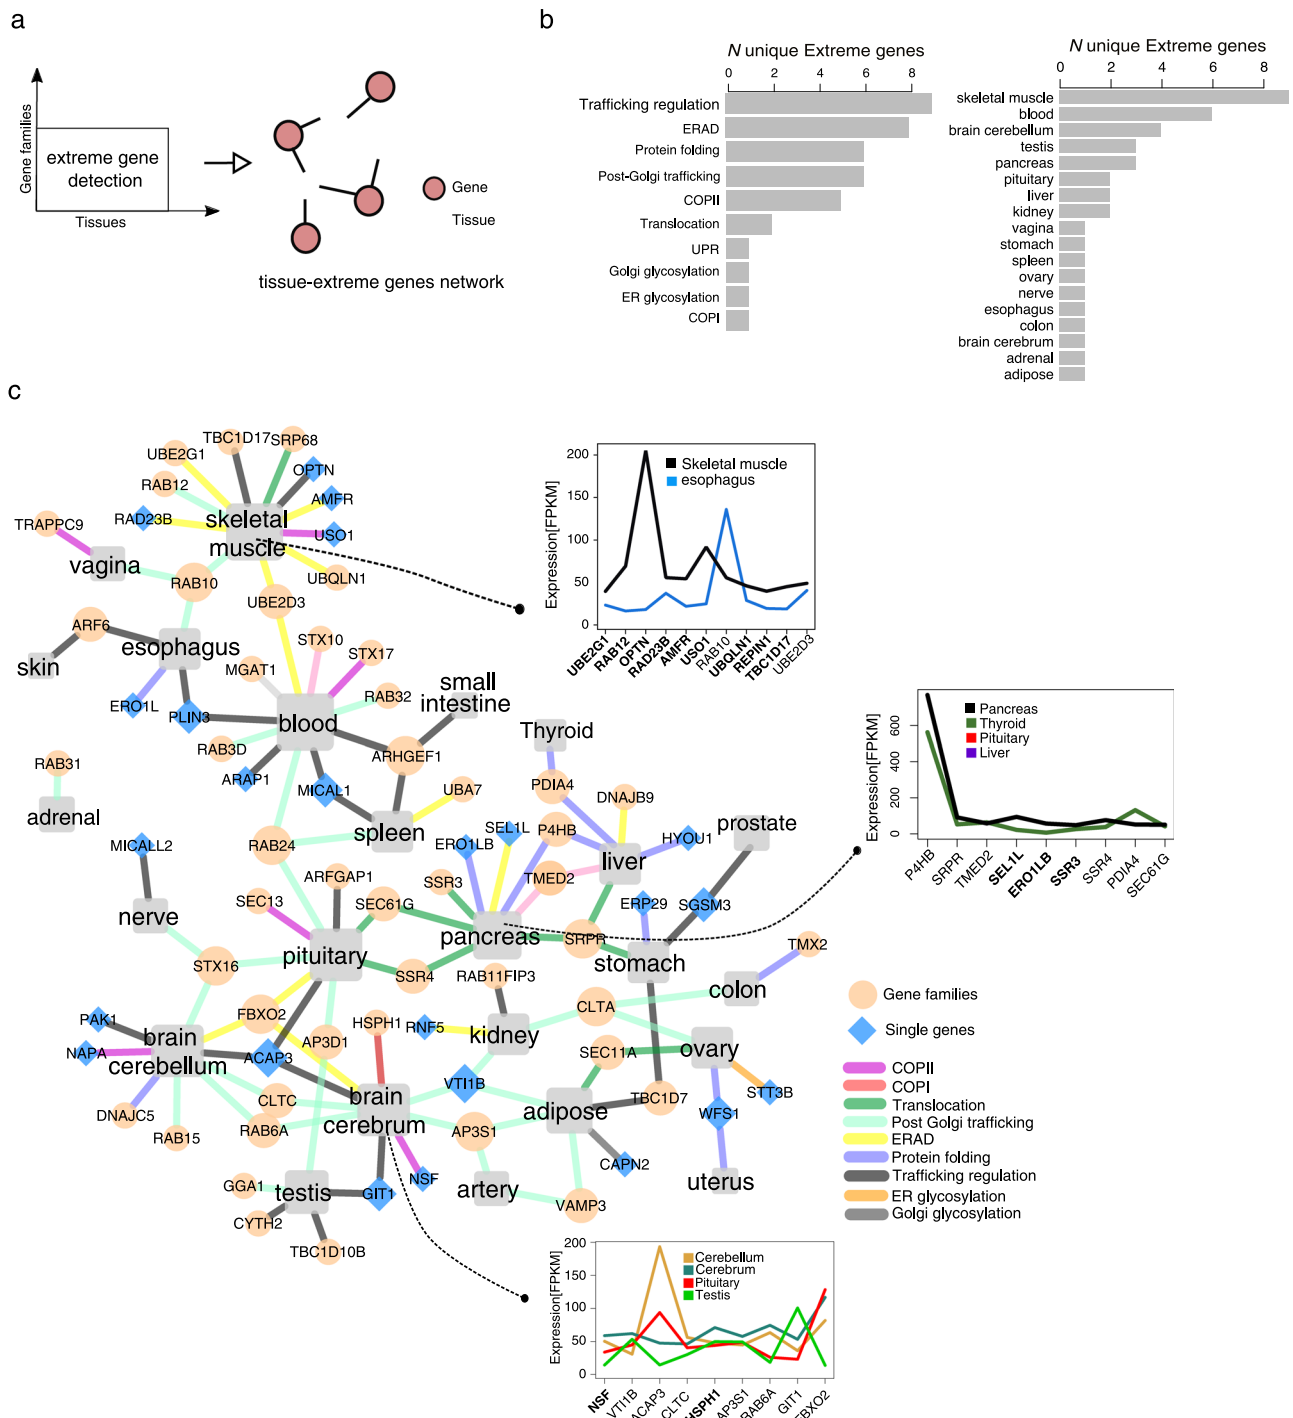 a
Gene families
extreme gene
detection
Tissues
Gene
Tissue
tissue-extreme genes network
b
N unique Extreme genes
0 2 4 6 8
Trafficking regulation
ERAD
Protein folding
Post-Golgi trafficking
COPII
Translocation
UPR
Golgi glycosylation
ER glycosylation
COPI
N unique Extreme genes
0 2 4 6 8
skeletal muscle
blood
brain cerebellum
testis
pancreas
pituitary
liver
kidney
vagina
stomach
spleen
ovary
nerve
esophagus
colon
brain cerebrum
adrenal
adipose
c
TBC1D17
SRP68
UBE2G1
OPTN
RAB12
AMFR
RAD23B
skeletal
muscle
USO1
TRAPPC9
vagina
RAB10
UBQLN1
UBE2D3
ARF6
skin
esophagus
STX10
STX17
MGAT1
small
intestine
ERO1L
PLIN3
blood
RAB32
RAB3D
ARHGEF1
Thyroid
RAB31
ARAP1
MICAL1
UBA7
PDIA4
DNAJB9
adrenal
spleen
prostate
MICALL2
RAB24
ERO1LB
SEL1L
P4HB
HYOU1
liver
ARFGAP1
SSR3
TMED2
SEC13
SEC61G
ERP29
SGSM3
nerve
pancreas
SRPR
TMX2
pituitary
stomach
STX16
SSR4
RAB11FIP3
colon
CLTA
PAK1
FBXO2
HSPH1
RNF5
kidney
NAPA
brain
cerebellum
ACAP3
AP3D1
SEC11A
ovary
VTI1B
STT3B
DNAJC5
CLTC
brain
cerebrum
adipose
TBC1D7
WFS1
RAB15
RAB6A
AP3S1
CAPN2
GGA1
testis
GIT1
NSF
artery
uterus
VAMP3
CYTH2
TBC1D10B
Expression[FPKM]
200
150
100
50
0
Skeletal muscle
esophagus
UBE2G1
RAB12
OPTN
RAD23B
AMFR
USO1
RAB10
UBQLN1
REPIN1
TBC1D17
UBE2D3
Expression[FPKM]
600
400
200
0
Pancreas
Thyroid
Pituitary
Liver
P4HB
SRPR
TMED2
SEL1L
ERO1LB
SSR3
SSR4
PDIA4
SEC61G
Gene families
Single genes
COPII
COPI
Translocation
Post Golgi trafficking
ERAD
Protein folding
Trafficking regulation
ER glycosylation
Golgi glycosylation
Expression[FPKM]
200
150
100
50
0
Cerebellum
Cerebrum
Pituitary
Testis
NSF
VTI1B
ACAP3
CLTC
HSPH1
AP3S1
RAB6A
GIT1
FBXO2